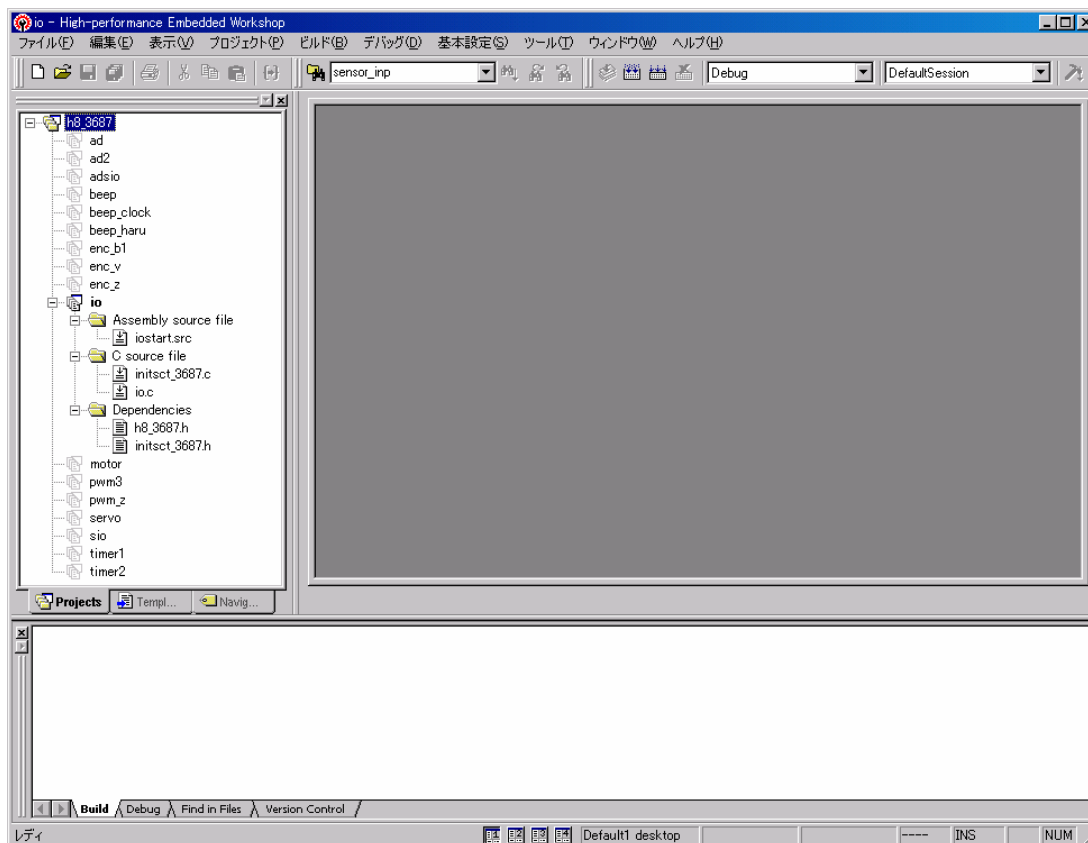 io - High-performance Embedded Workshop
ファイル(F) 編集(E) 表示(V) プロジェクト(P) ビルド(B) デバッグ(D) 基本設定(S) ツール(T) ウィンドウ(W) ヘルプ(H)
sensor_inp Debug DefaultSession
h8_3687
ad
ad2
adsio
beep
beep_clock
beep_haru
enc_b1
enc_v
enc_z
io
Assembly source file
iostart.src
C source file
initsct_3687.c
io.c
Dependencies
h8_3687.h
initsct_3687.h
motor
pwm3
pwm_z
servo
sio
timer1
timer2
Projects Templ... Navig...
Build Debug Find in Files Version Control
レディ 1 2 3 4 Default1 desktop ---- INS NUM